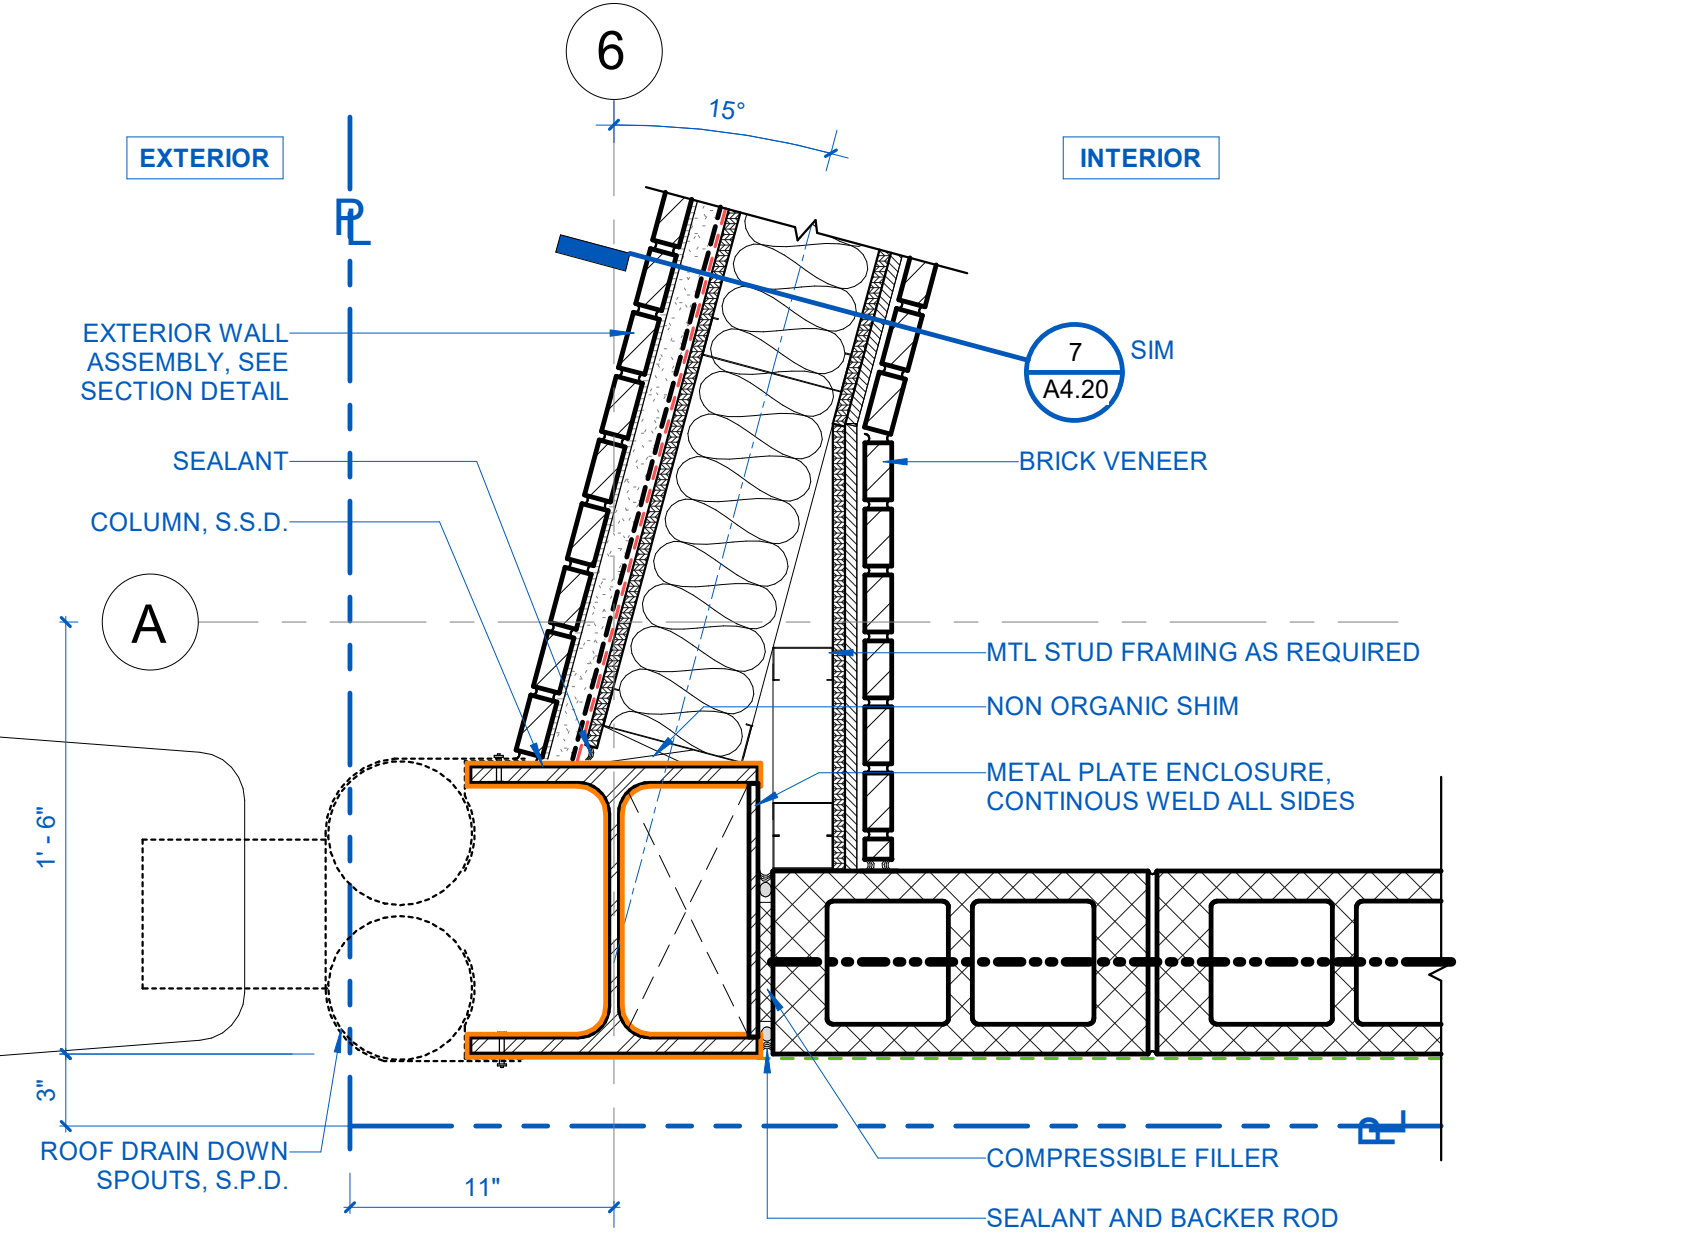 6
15°
EXTERIOR
INTERIOR
PL
EXTERIOR WALL
ASSEMBLY, SEE
SECTION DETAIL
7
SIM
A4.20
SEALANT
BRICK VENEER
COLUMN, S.S.D.
A
MTL STUD FRAMING AS REQUIRED
NON ORGANIC SHIM
METAL PLATE ENCLOSURE,
CONTINOUS WELD ALL SIDES
1' - 6"
3"
PL
ROOF DRAIN DOWN
SPOUTS, S.P.D.
11"
COMPRESSIBLE FILLER
SEALANT AND BACKER ROD